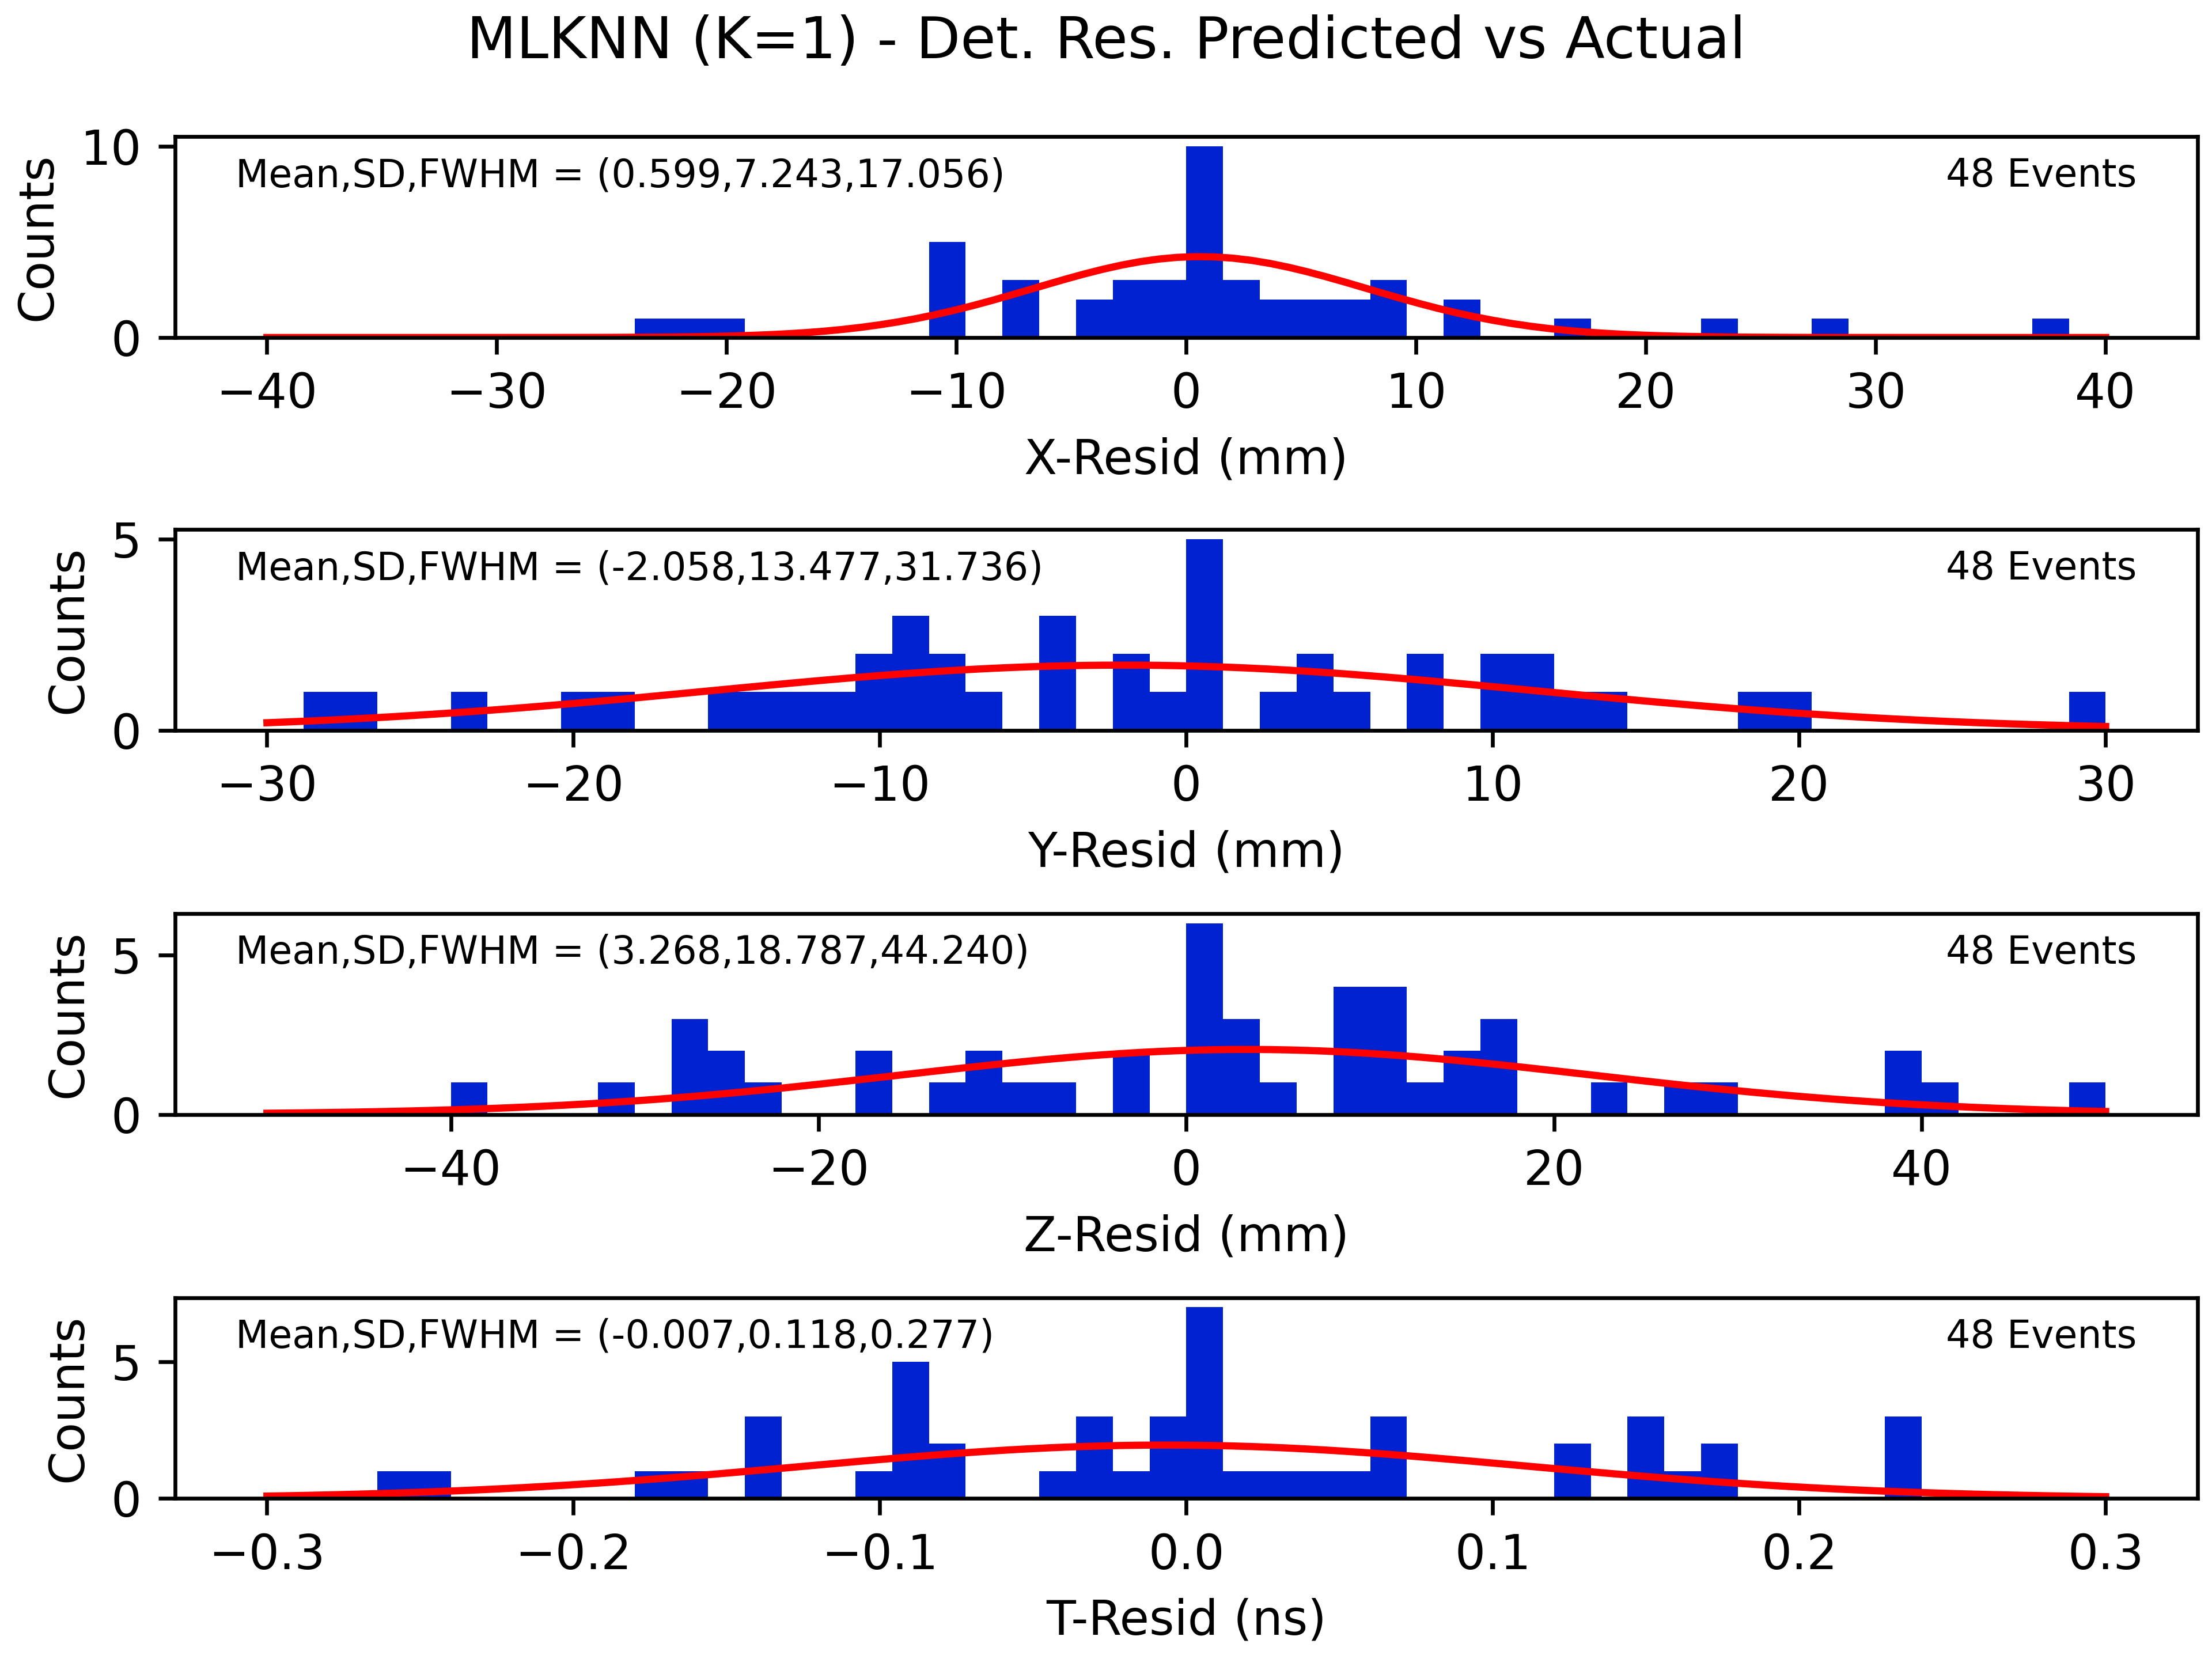 MLKNN (K=1) - Det. Res. Predicted vs Actual
Mean,SD,FWHM = (0.599,7.243,17.056)
48 Events
Counts
10
0
−40 −30 −20 −10 0 10 20 30 40
X-Resid (mm)
Mean,SD,FWHM = (-2.058,13.477,31.736)
48 Events
Counts
5
0
−30 −20 −10 0 10 20 30
Y-Resid (mm)
Mean,SD,FWHM = (3.268,18.787,44.240)
48 Events
Counts
5
0
−40 −20 0 20 40
Z-Resid (mm)
Mean,SD,FWHM = (-0.007,0.118,0.277)
48 Events
Counts
5
0
−0.3 −0.2 −0.1 0.0 0.1 0.2 0.3
T-Resid (ns)